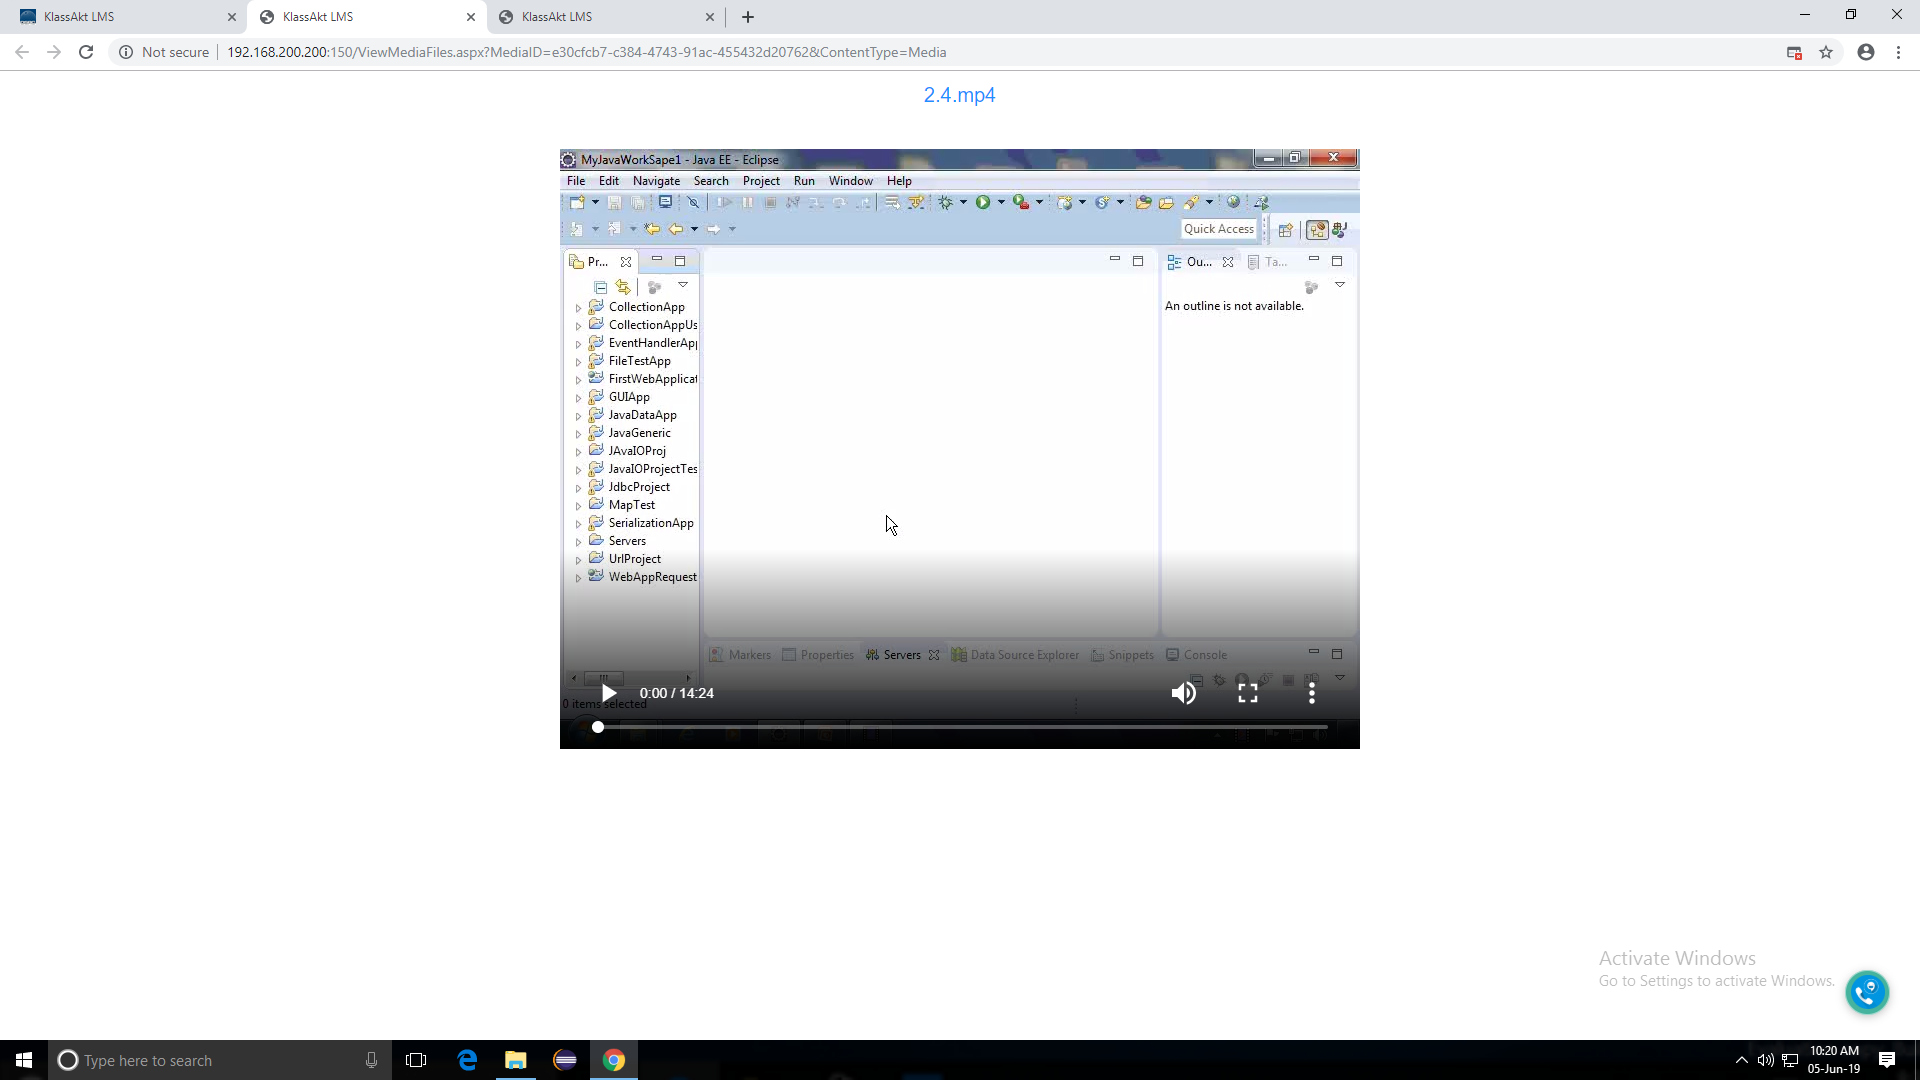 KlassAkt LMS
KlassAkt LMS
KlassAkt LMS
Not secure
192.168.200.200:150/ViewMediaFiles.aspx?MediaID=e30cfcb7-c384-4743-91ac-455432d20762&ContentType=Media
2.4.mp4
MyJavaWorkSape1 - Java EE - Eclipse
File Edit Navigate Search Project Run Window Help
Quick Access
Pr...
Ou...
Ta...
An outline is not available.
CollectionApp
CollectionAppUs
EventHandlerApp
FileTestApp
FirstWebApplicat
GUIApp
JavaDataApp
JavaGeneric
JAvaIOProj
JavaIOProjectTes
JdbcProject
MapTest
SerializationApp
Servers
UrlProject
WebAppRequest
Markers Properties Servers Data Source Explorer Snippets Console
0:00 / 14:24
0 items selected
Activate Windows
Go to Settings to activate Windows.
Type here to search
10:20 AM
05-Jun-19